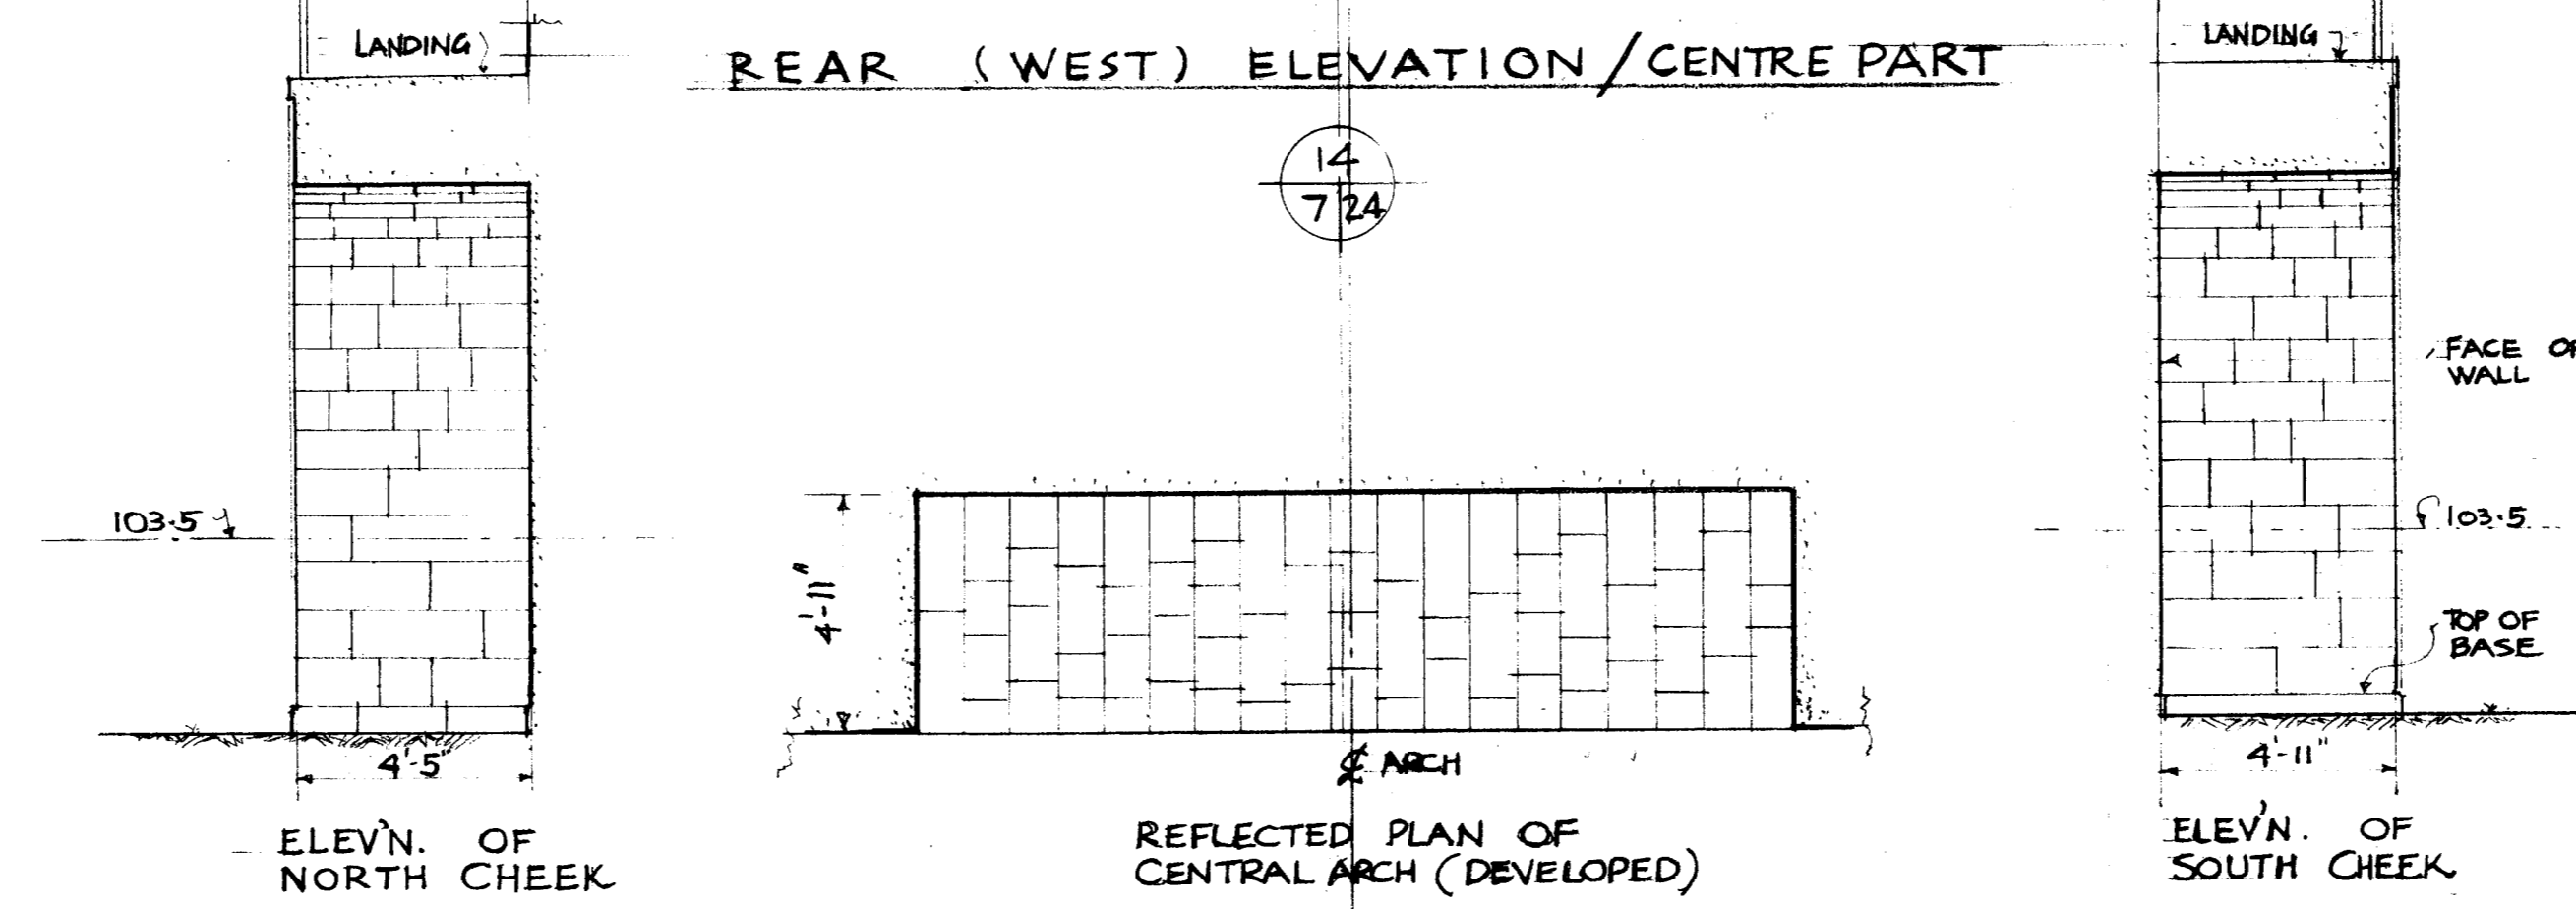 LANDING
REAR (WEST) ELEVATION / CENTRE PART
LANDING
14
7 24
FACE OF
WALL
103.5
103.5
4'-11"
TOP OF
BASE
4'-5"
℄ ARCH
4'-11"
ELEV'N. OF
NORTH CHEEK
REFLECTED PLAN OF
CENTRAL ARCH (DEVELOPED)
ELEV'N. OF
SOUTH CHEEK